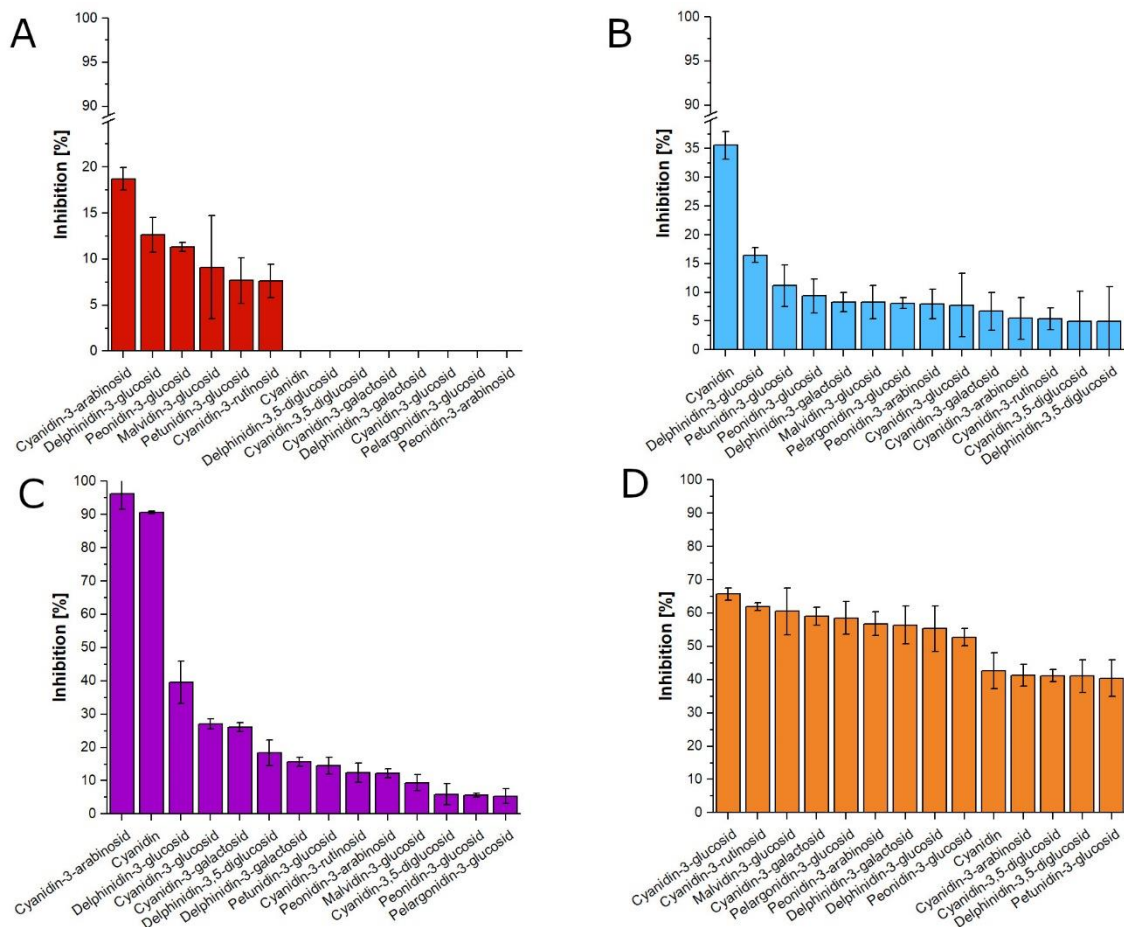 A
Inhibition [%]
100
95
90
20
15
10
5
0
Cyanidin-3-arabinosid
Delphinidin-3-glucosid
Peonidin-3-glucosid
Malvidin-3-glucosid
Petunidin-3-glucosid
Cyanidin-3-rutinosid
Cyanidin
Delphinidin-3,5-diglucosid
Cyanidin-3,5-diglucosid
Cyanidin-3-galactosid
Delphinidin-3-galactosid
Cyanidin-3-glucosid
Pelargonidin-3-glucosid
Peonidin-3-arabinosid
B
Inhibition [%]
100
95
90
35
30
25
20
15
10
5
0
Cyanidin
Delphinidin-3-glucosid
Petunidin-3-glucosid
Peonidin-3-glucosid
Delphinidin-3-galactosid
Malvidin-3-glucosid
Pelargonidin-3-glucosid
Peonidin-3-arabinosid
Cyanidin-3-glucosid
Cyanidin-3-galactosid
Cyanidin-3-arabinosid
Cyanidin-3-rutinosid
Cyanidin-3,5-diglucosid
Delphinidin-3,5-diglucosid
C
Inhibition [%]
100
90
80
70
60
50
40
30
20
10
0
Cyanidin-3-arabinosid
Cyanidin
Delphinidin-3-glucosid
Cyanidin-3-glucosid
Cyanidin-3-galactosid
Delphinidin-3,5-diglucosid
Delphinidin-3-galactosid
Petunidin-3-glucosid
Cyanidin-3-rutinosid
Peonidin-3-arabinosid
Malvidin-3-glucosid
Cyanidin-3,5-diglucosid
Peonidin-3-glucosid
Pelargonidin-3-glucosid
D
Inhibition [%]
100
90
80
70
60
50
40
30
20
10
0
Cyanidin-3-glucosid
Cyanidin-3-rutinosid
Malvidin-3-glucosid
Cyanidin-3-galactosid
Pelargonidin-3-glucosid
Peonidin-3-arabinosid
Delphinidin-3-galactosid
Delphinidin-3-glucosid
Peonidin-3-glucosid
Cyanidin
Cyanidin-3-arabinosid
Cyanidin-3,5-diglucosid
Delphinidin-3,5-diglucosid
Petunidin-3-glucosid